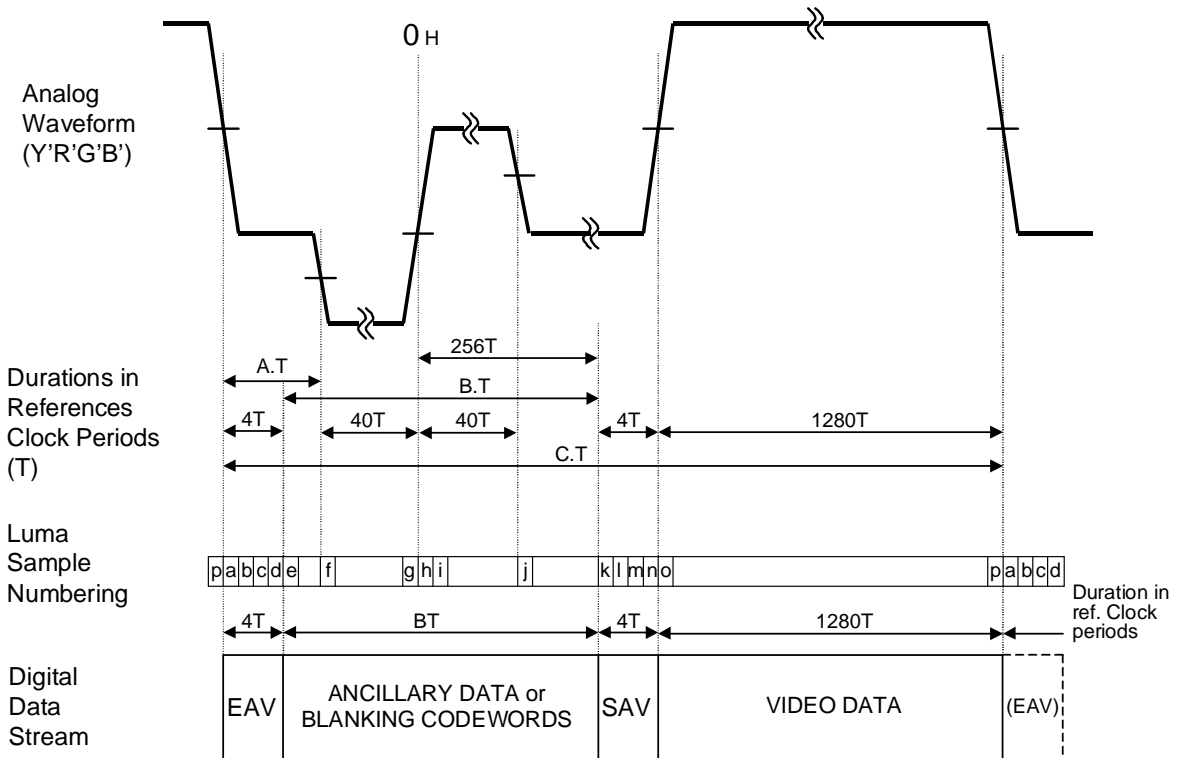 0 H
Analog
Waveform
(Y'R'G'B')
256T
A.T
B.T
Durations in
References
Clock Periods
(T)
4T 40T 40T 4T 1280T
C.T
Luma
Sample
Numbering
p a b c d e f g h i j k l m n o p a b c d
4T BT 4T 1280T
Duration in
ref. Clock
periods
Digital
Data
Stream
EAV
ANCILLARY DATA or
BLANKING CODEWORDS
SAV
VIDEO DATA
(EAV)